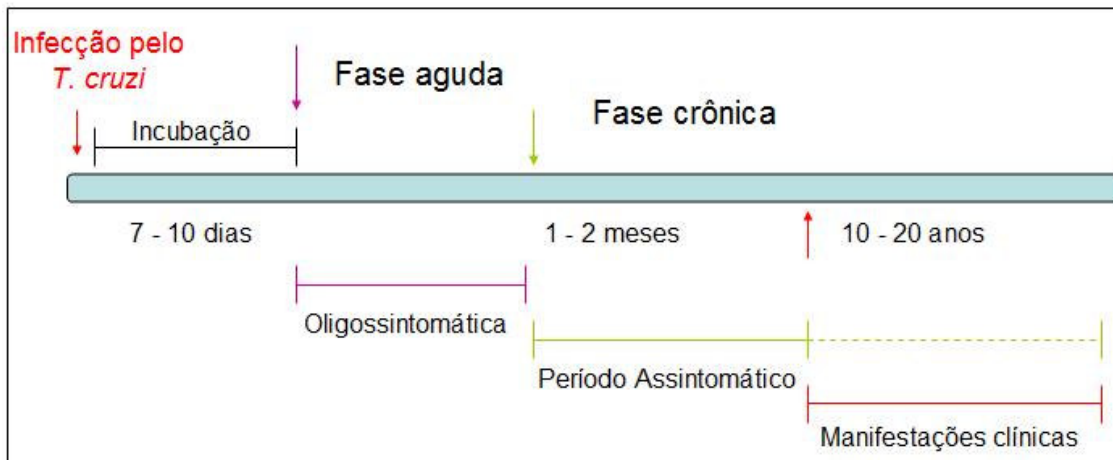 Infecção pelo
T. cruzi
Fase aguda
Fase crônica
Incubação
7 - 10 dias
1 - 2 meses
10 - 20 anos
Oligossintomática
Período Assintomático
Manifestações clínicas